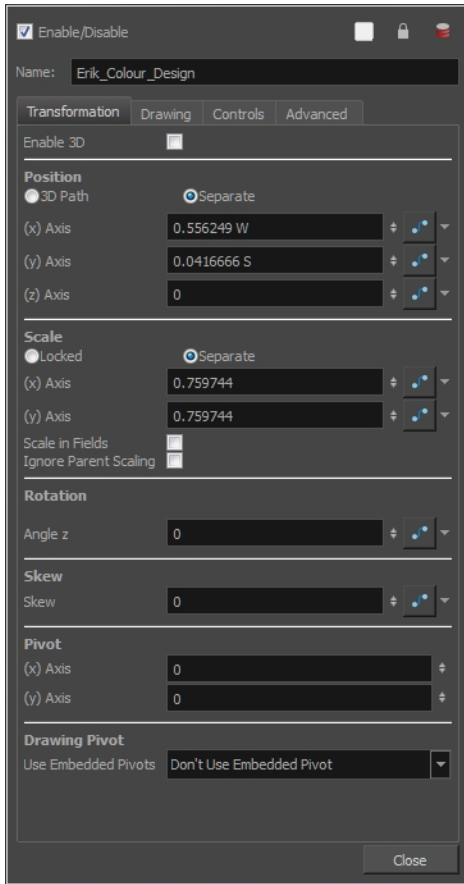 Enable/Disable
Name: Erik_Colour_Design
Transformation Drawing Controls Advanced
Enable 3D
Position
3D Path Separate
(x) Axis 0.556249 W
(y) Axis 0.0416666 S
(z) Axis 0
Scale
Locked Separate
(x) Axis 0.759744
(y) Axis 0.759744
Scale in Fields
Ignore Parent Scaling
Rotation
Angle z 0
Skew
Skew 0
Pivot
(x) Axis 0
(y) Axis 0
Drawing Pivot
Use Embedded Pivots Don't Use Embedded Pivot
Close